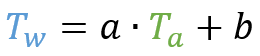 T_w = a · T_a + b